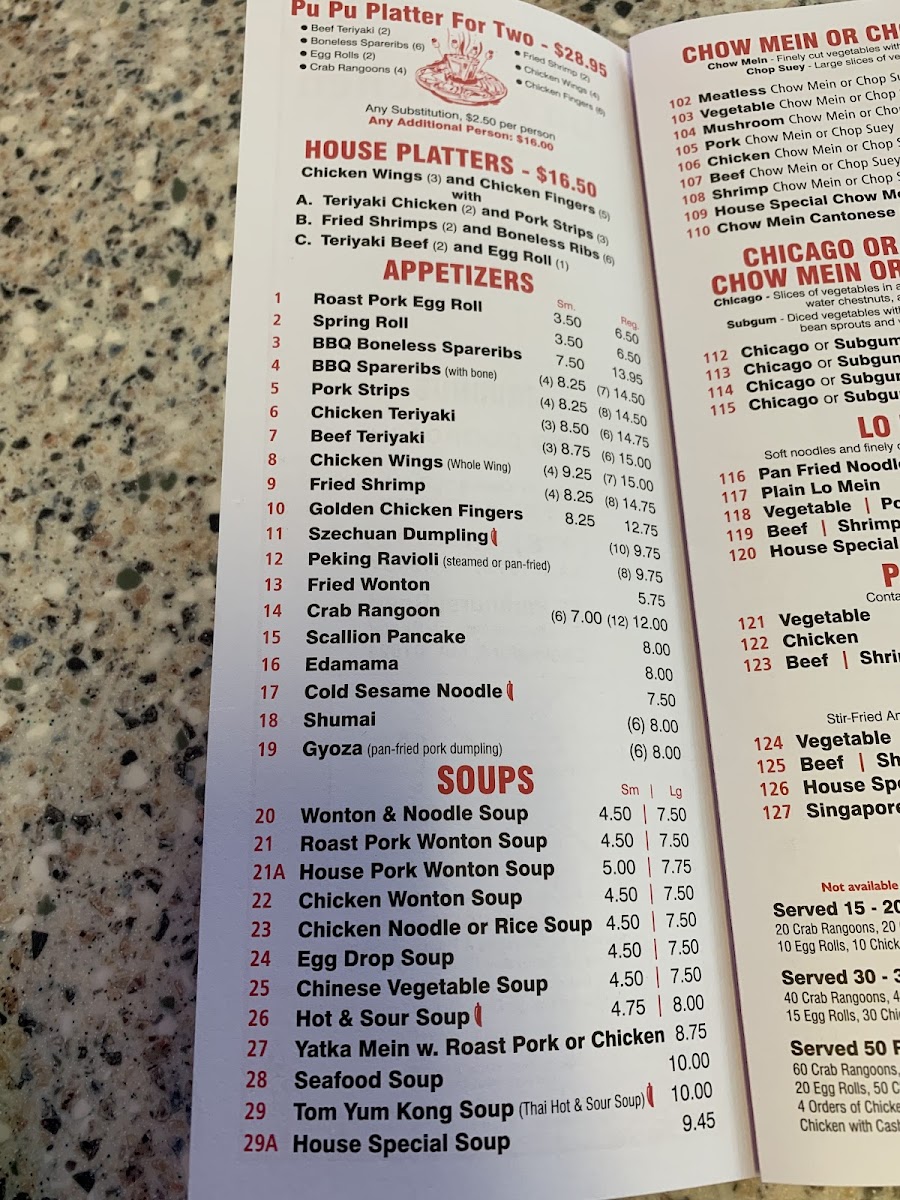 Pu Pu Platter For Two - $28.95
• Beef Teriyaki (2)
• Boneless Spareribs (6)
• Egg Rolls (2)
• Crab Rangoons (4)
• Fried Shrimp (2)
• Chicken Wings (4)
• Chicken Fingers (6)
Any Substitution, $2.50 per person
Any Additional Person: $16.00
HOUSE PLATTERS - $16.50
Chicken Wings (3) and Chicken Fingers (5)
with
A. Teriyaki Chicken (2) and Pork Strips (3)
B. Fried Shrimps (2) and Boneless Ribs (6)
C. Teriyaki Beef (2) and Egg Roll (1)
APPETIZERS
Sm. Reg.
1 Roast Pork Egg Roll 3.50 6.50
2 Spring Roll 3.50 6.50
3 BBQ Boneless Spareribs 7.50 13.95
4 BBQ Spareribs (with bone) (4) 8.25 (7) 14.50
5 Pork Strips (4) 8.25 (8) 14.50
6 Chicken Teriyaki (3) 8.50 (6) 14.75
7 Beef Teriyaki (3) 8.75 (6) 15.00
8 Chicken Wings (Whole Wing) (4) 9.25 (7) 15.00
9 Fried Shrimp (4) 8.25 (8) 14.75
10 Golden Chicken Fingers 8.25 12.75
11 Szechuan Dumpling (10) 9.75
12 Peking Ravioli (steamed or pan-fried) (8) 9.75
13 Fried Wonton 5.75
14 Crab Rangoon (6) 7.00 (12) 12.00
15 Scallion Pancake 8.00
16 Edamama 8.00
17 Cold Sesame Noodle 7.50
18 Shumai (6) 8.00
19 Gyoza (pan-fried pork dumpling) (6) 8.00
SOUPS
Sm | Lg
20 Wonton & Noodle Soup 4.50 | 7.50
21 Roast Pork Wonton Soup 4.50 | 7.50
21A House Pork Wonton Soup 5.00 | 7.75
22 Chicken Wonton Soup 4.50 | 7.50
23 Chicken Noodle or Rice Soup 4.50 | 7.50
24 Egg Drop Soup 4.50 | 7.50
25 Chinese Vegetable Soup 4.50 | 7.50
26 Hot & Sour Soup 4.75 | 8.00
27 Yatka Mein w. Roast Pork or Chicken 8.75
28 Seafood Soup 10.00
29 Tom Yum Kong Soup (Thai Hot & Sour Soup) 10.00
29A House Special Soup 9.45
CHOW MEIN OR
Chow Mein - Finely cut vegetables
Chop Suey - Large slices of
102 Meatless Chow Mein or Chop
103 Vegetable Chow Mein or Chop
104 Mushroom Chow Mein or
105 Pork Chow Mein or Chop Suey
106 Chicken Chow Mein or Chop
107 Beef Chow Mein or Chop Suey
108 Shrimp Chow Mein or Chop
109 House Special Chow
110 Chow Mein Cantonese
CHICAGO OR
CHOW MEIN OR
Chicago - Slices of vegetables in
water chestnuts,
Subgum - Diced vegetables
bean sprouts and
112 Chicago or Subgum
113 Chicago or Subgum
114 Chicago or Subgum
115 Chicago or Subgum
LO
Soft noodles and finely
116 Pan Fried
117 Plain Lo Mein
118 Vegetable |
119 Beef | Shrimp
120 House Special
121 Vegetable
122 Chicken
123 Beef |
Stir-Fried
124 Vegetable
125 Beef |
126 House
127 Singapore
Not available
Served 15 - 20
20 Crab Rangoons, 20
10 Egg Rolls, 10
Served 30 -
40 Crab Rangoons,
15 Egg Rolls, 30
Served 50
60 Crab Rangoons,
20 Egg Rolls, 50
4 Orders of
Chicken with